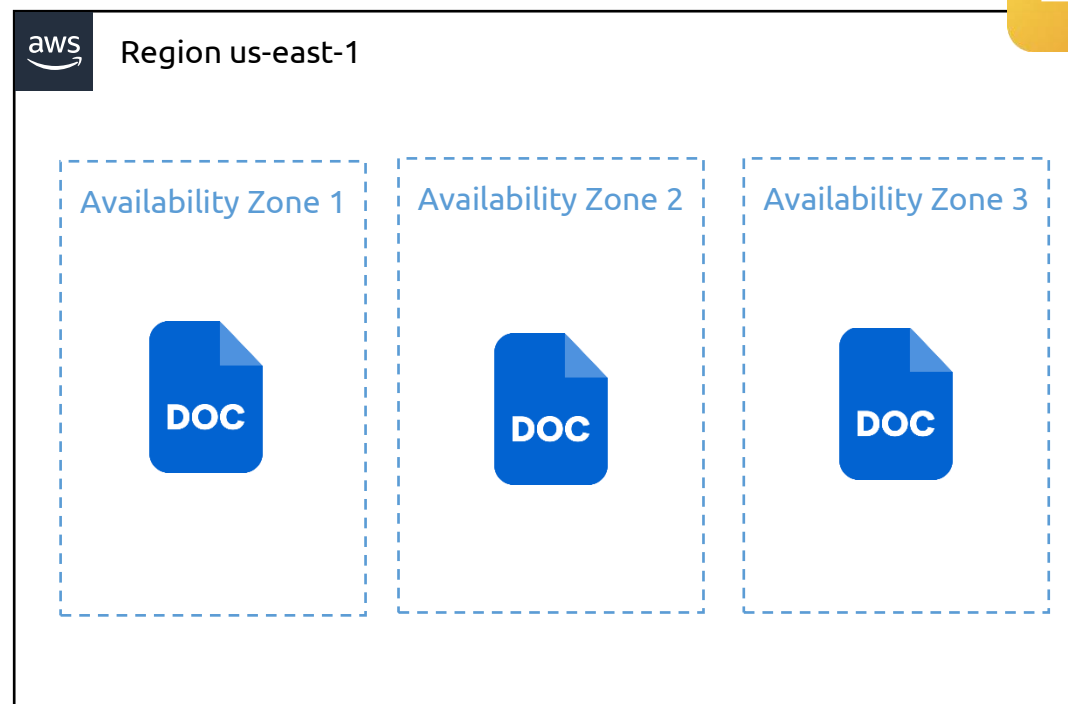 aws
Region us-east-1
Availability Zone 1
Availability Zone 2
Availability Zone 3
DOC
DOC
DOC